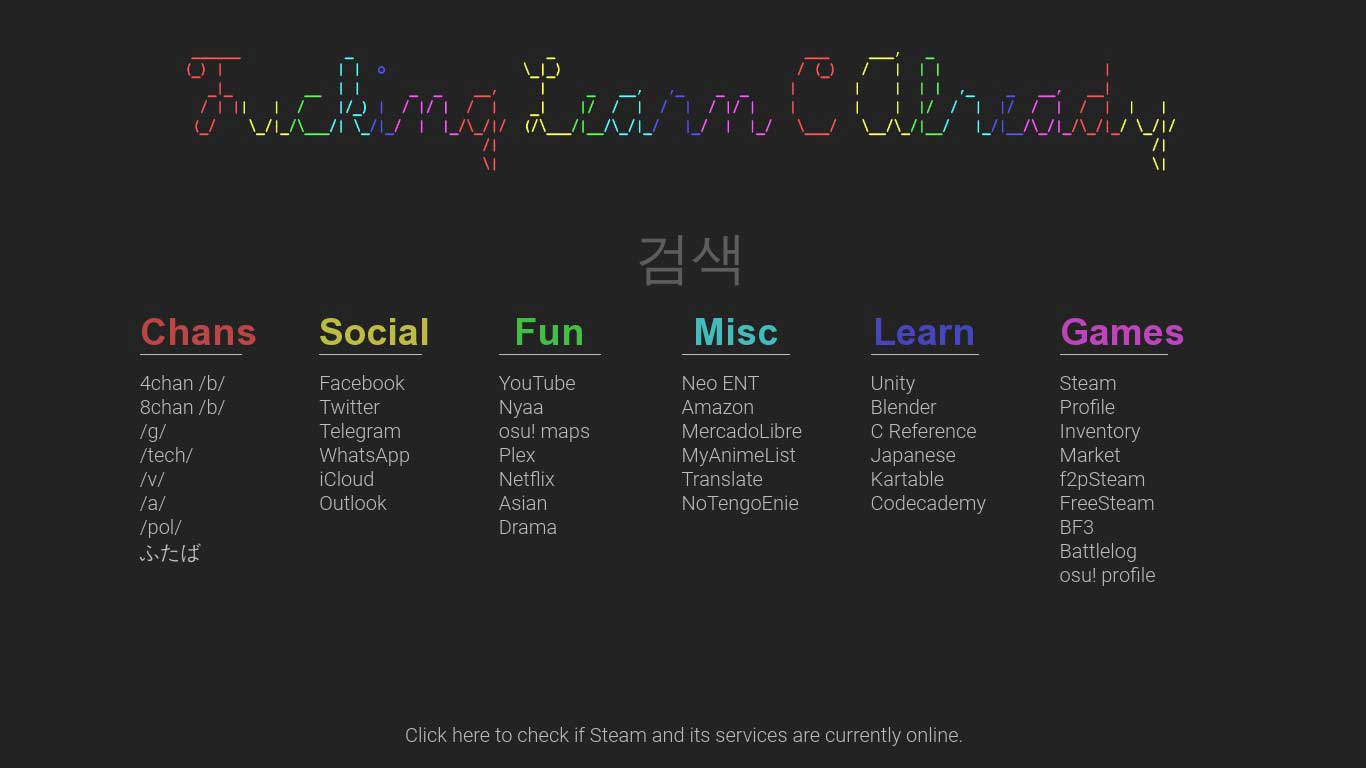 Fucking Learn C Already
검색
Chans
4chan /b/
8chan /b/
/g/
/tech/
/v/
/a/
/pol/
ふたば
Social
Facebook
Twitter
Telegram
WhatsApp
iCloud
Outlook
Fun
YouTube
Nyaa
osu! maps
Plex
Netflix
Asian
Drama
Misc
Neo ENT
Amazon
MercadoLibre
MyAnimeList
Translate
NoTengoEnie
Learn
Unity
Blender
C Reference
Japanese
Kartable
Codecademy
Games
Steam
Profile
Inventory
Market
f2pSteam
FreeSteam
BF3
Battlelog
osu! profile
Click here to check if Steam and its services are currently online.